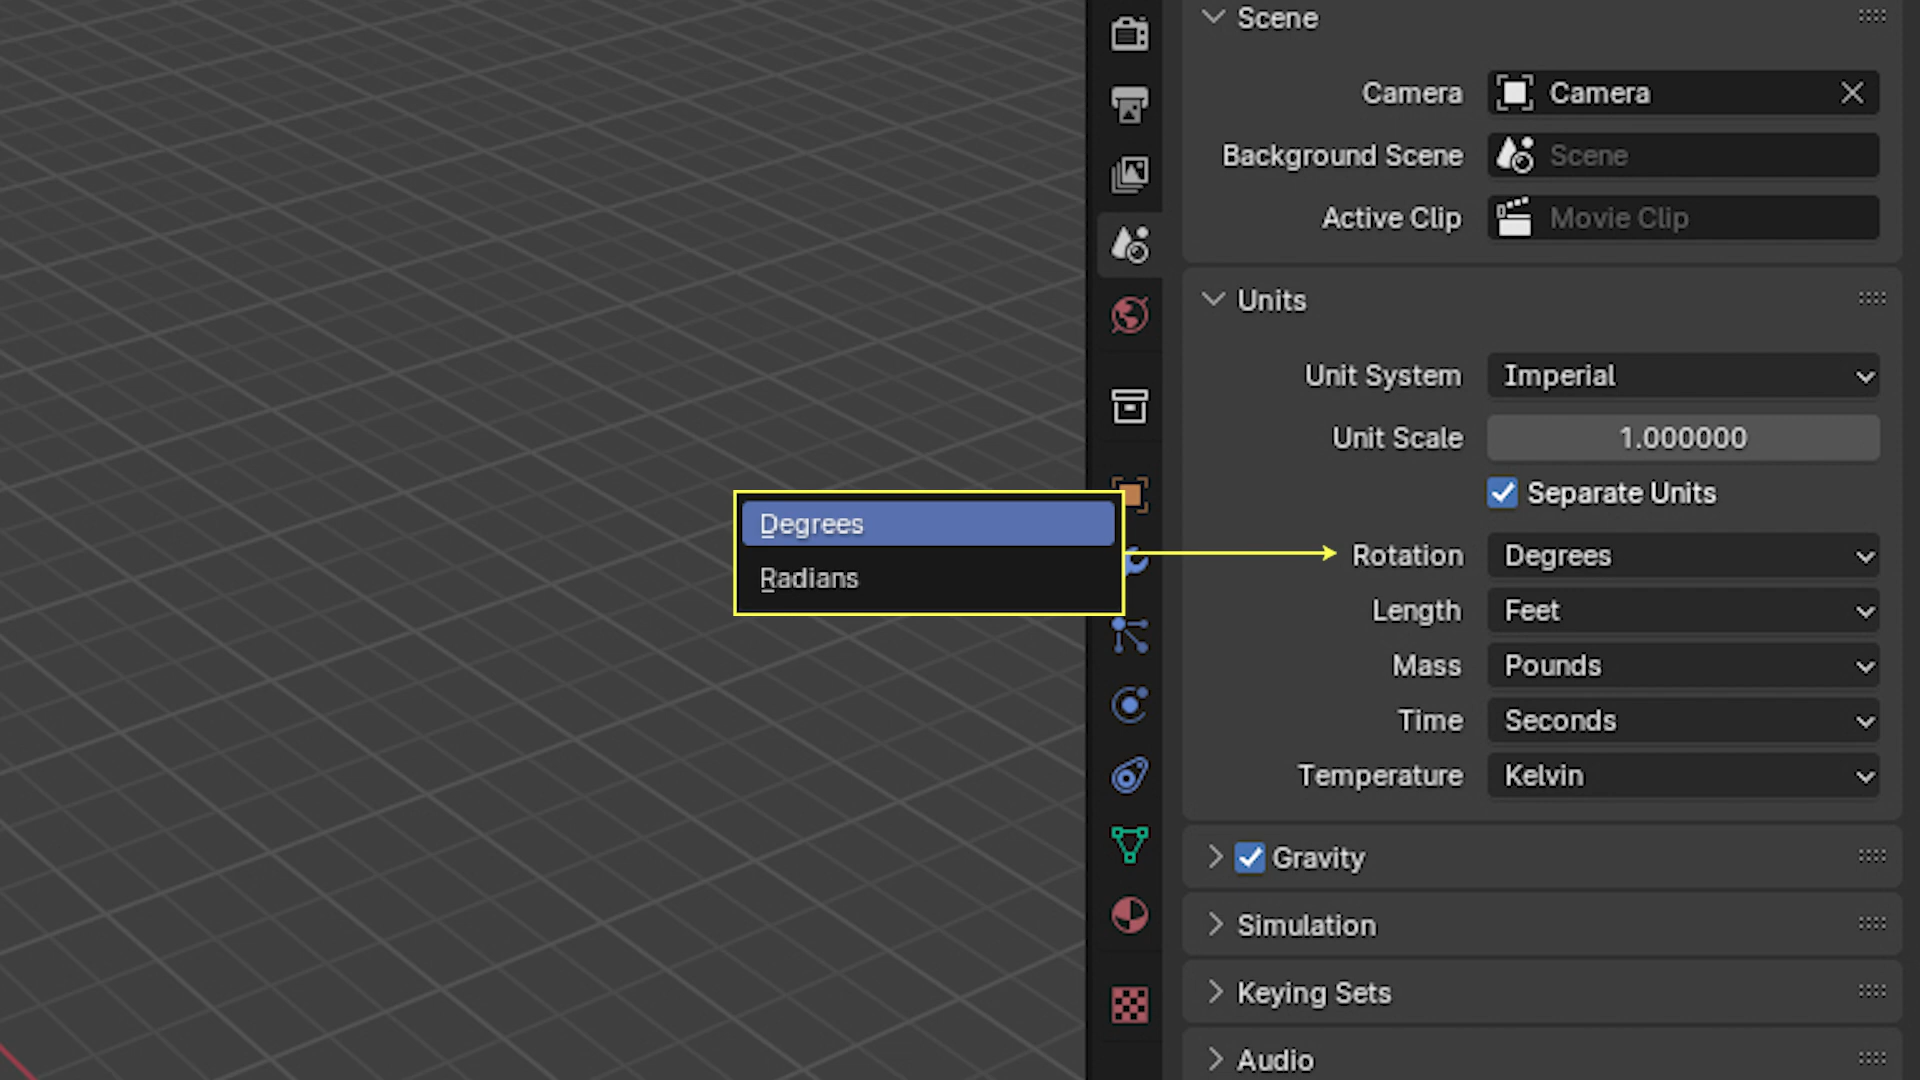 Scene
Camera Camera
Background Scene Scene
Active Clip Movie Clip
Units
Unit System Imperial
Unit Scale 1.000000
Separate Units
Degrees
Radians
Rotation Degrees
Length Feet
Mass Pounds
Time Seconds
Temperature Kelvin
Gravity
Simulation
Keying Sets
Audio